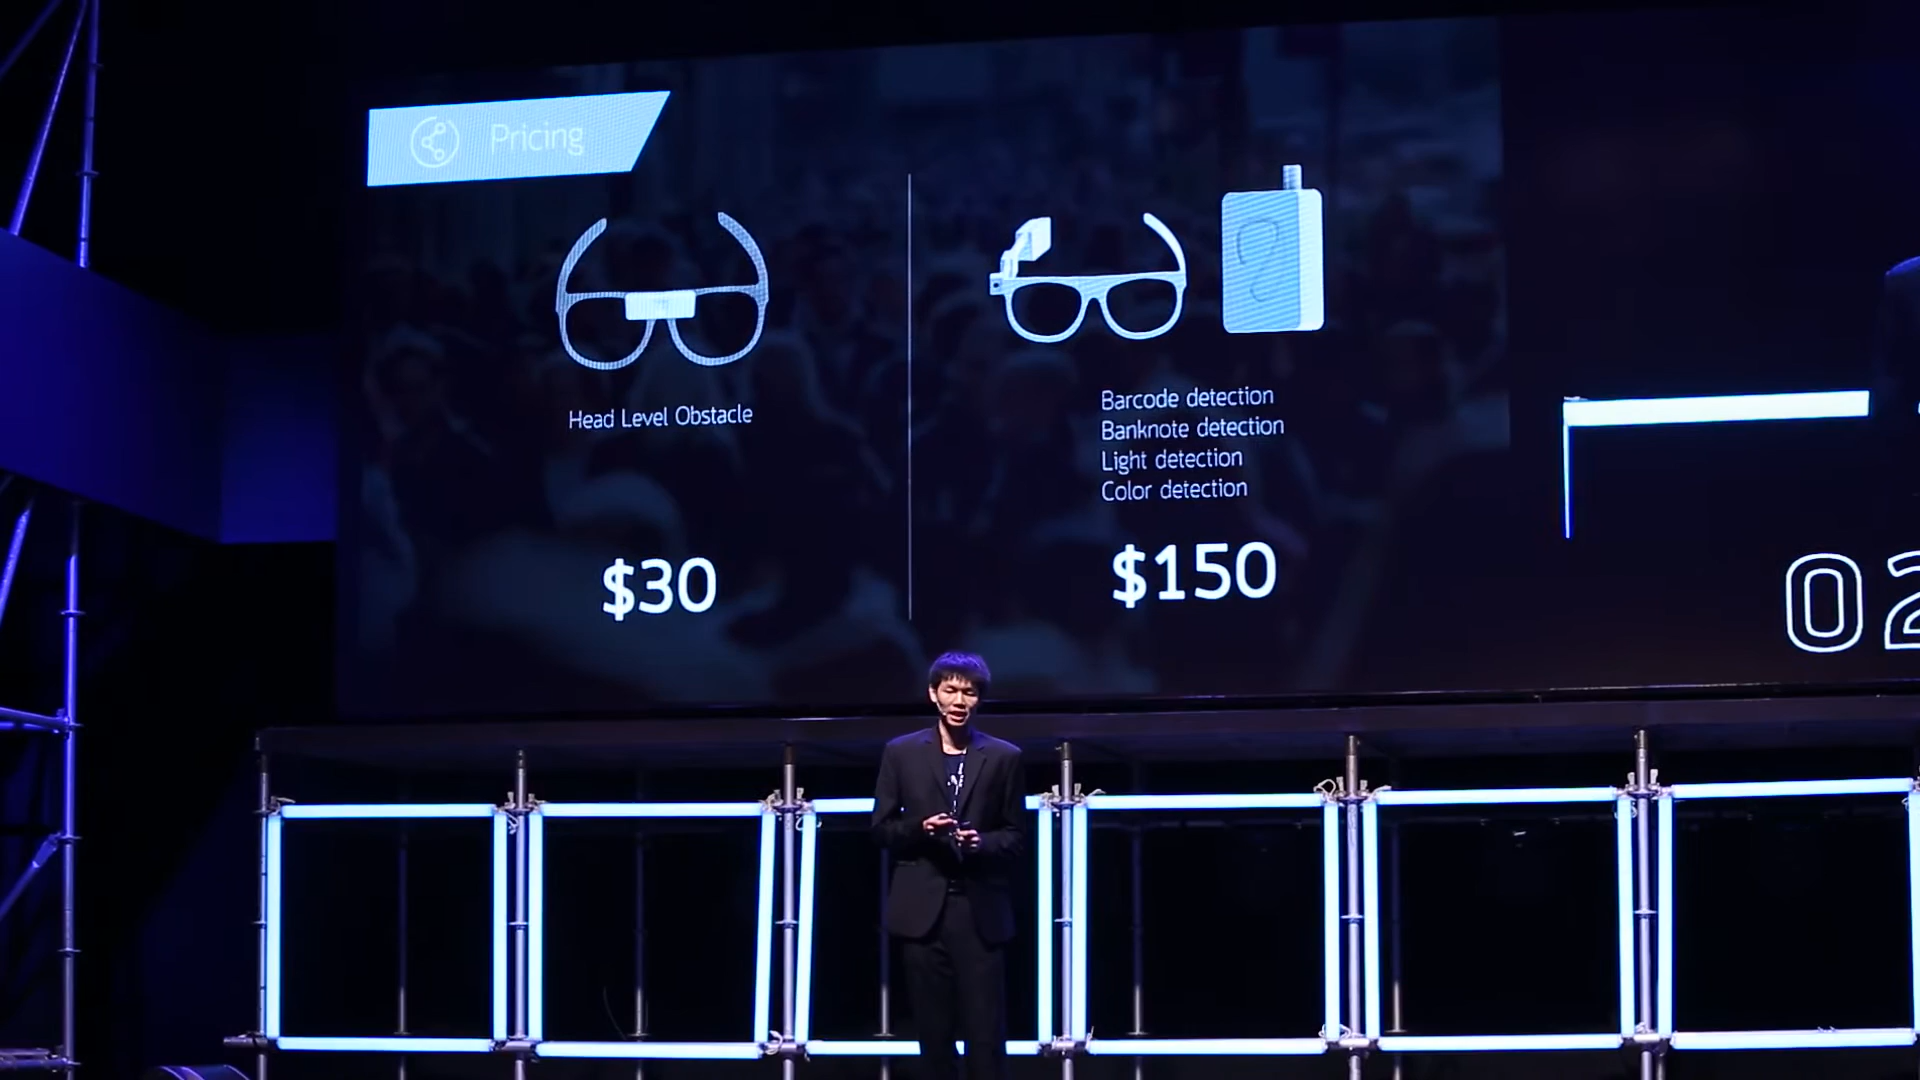 Pricing
Head Level Obstacle
$30
Barcode detection
Banknote detection
Light detection
Color detection
$150
02